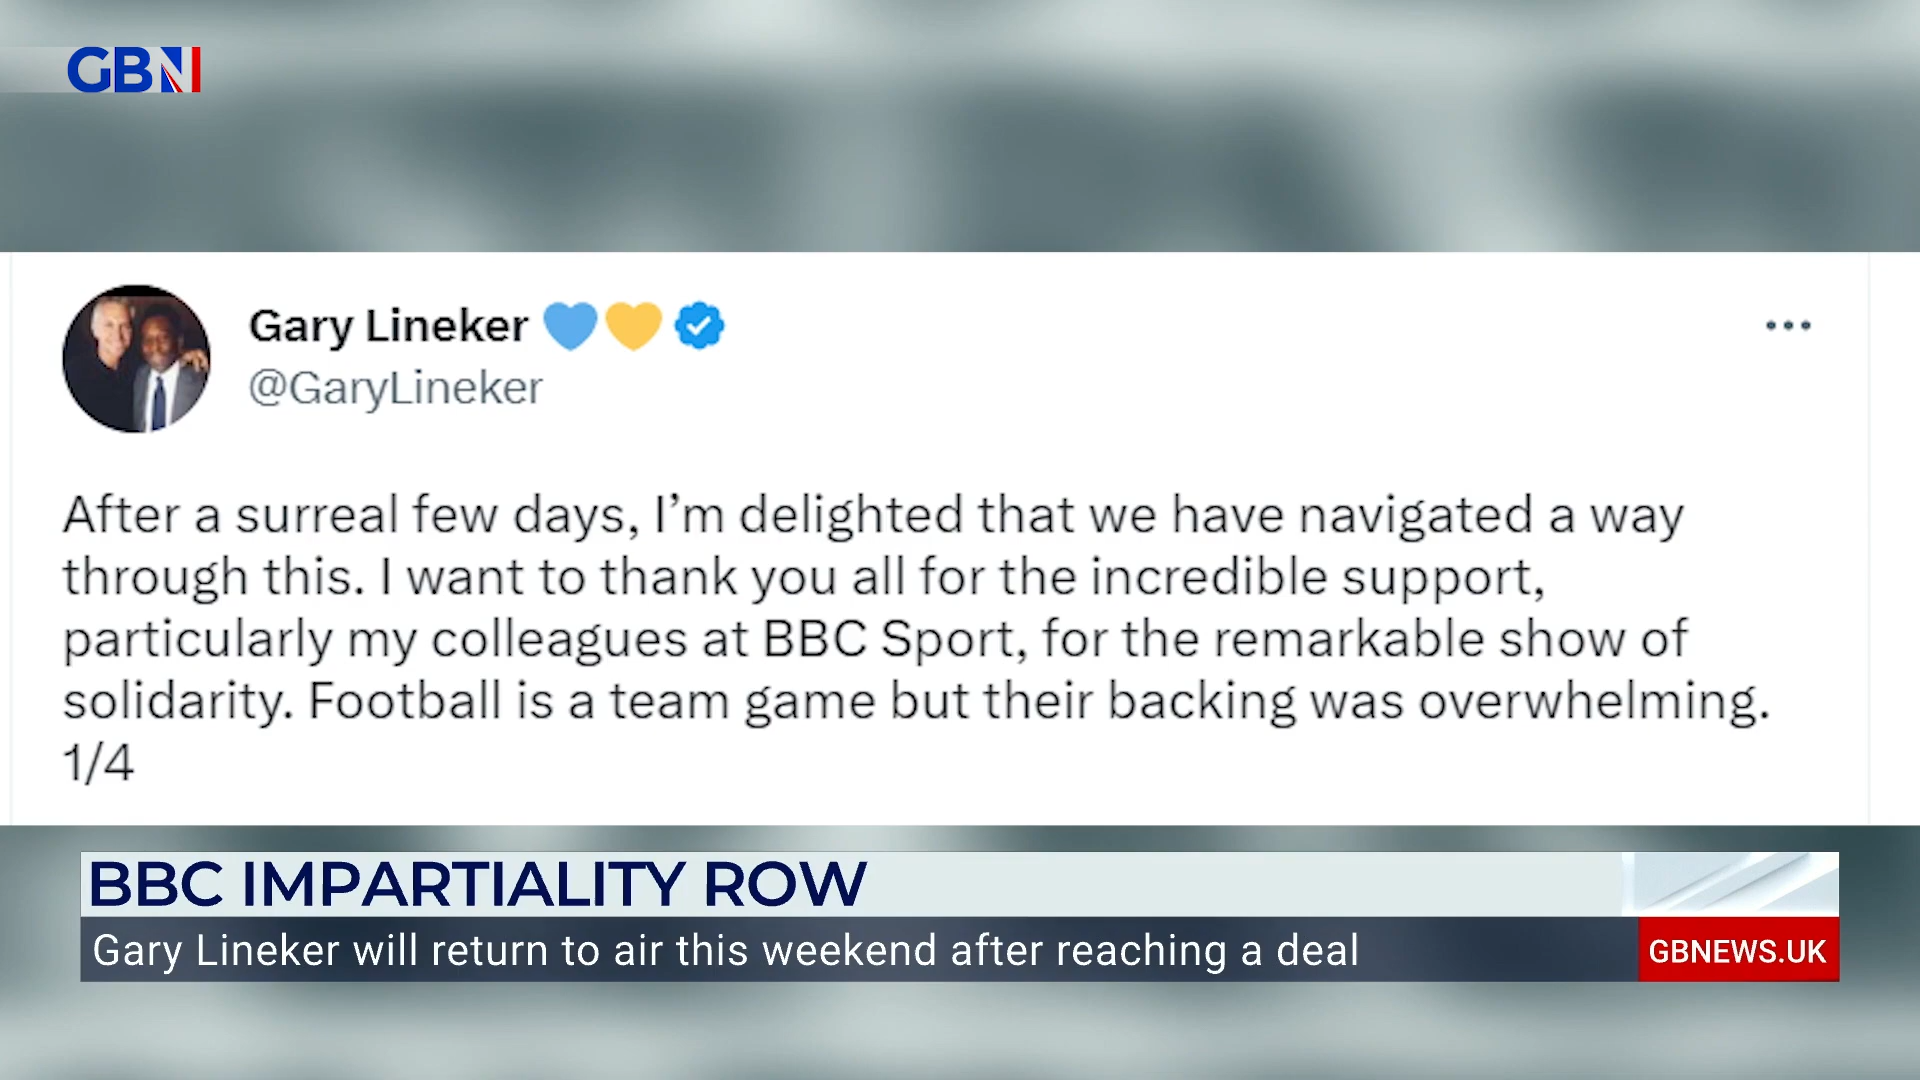 GBN
Gary Lineker
@GaryLineker
After a surreal few days, I’m delighted that we have navigated a way
through this. I want to thank you all for the incredible support,
particularly my colleagues at BBC Sport, for the remarkable show of
solidarity. Football is a team game but their backing was overwhelming.
1/4
BBC IMPARTIALITY ROW
Gary Lineker will return to air this weekend after reaching a deal
GBNEWS.UK